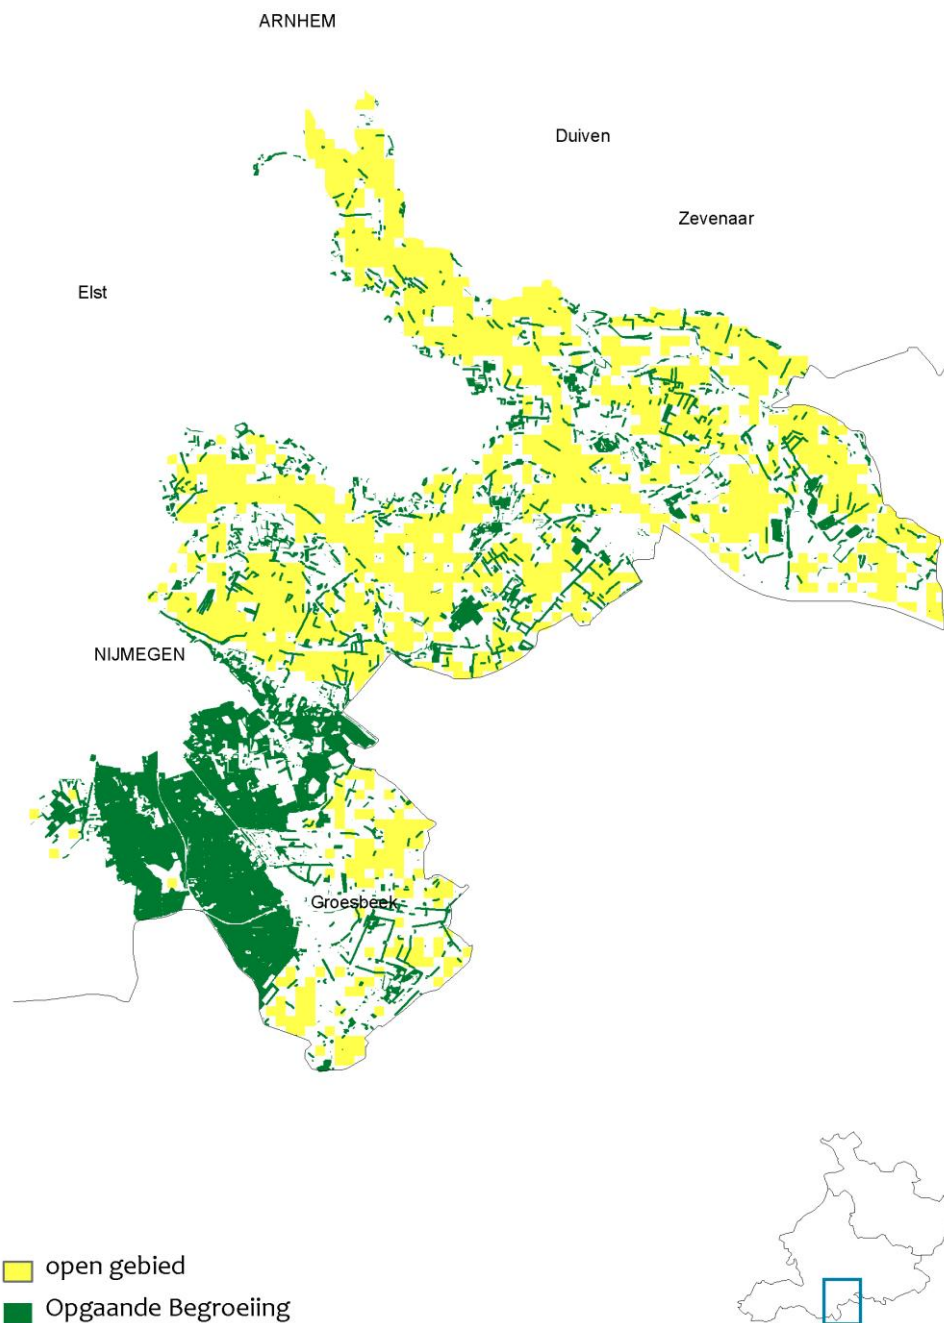 ARNHEM
Duiven
Zevenaar
Elst
NIJMEGEN
Groesbeek
open gebied
Opgaande Begroeiing